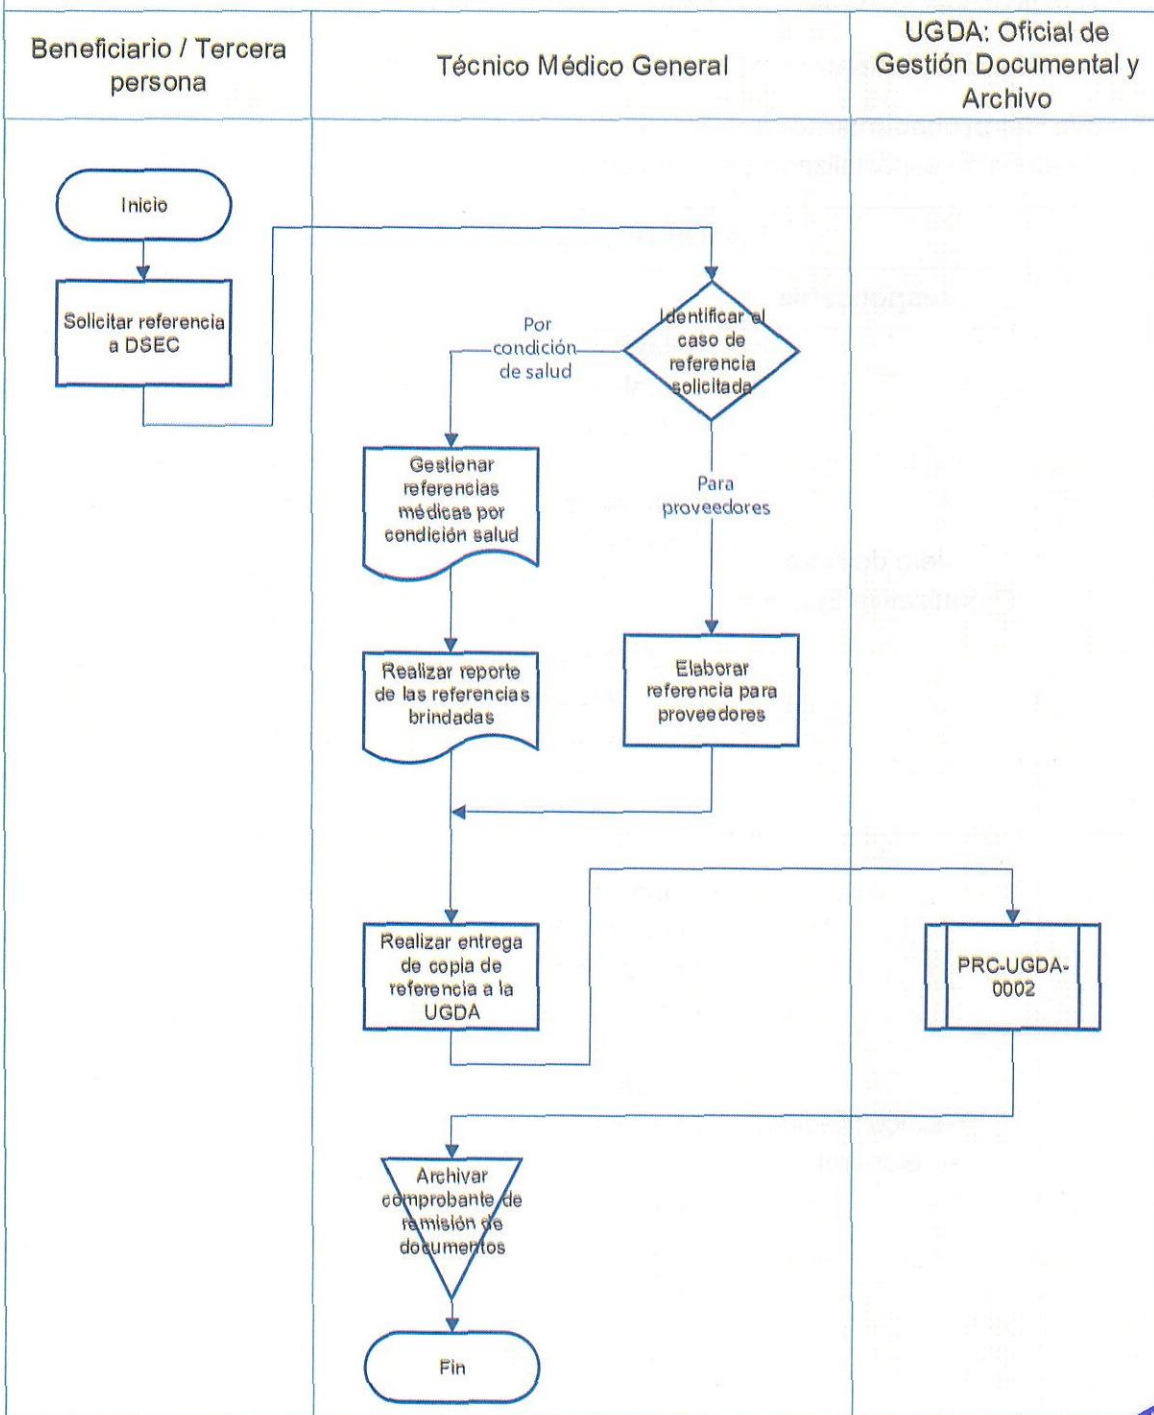 Beneficiario / Tercera
persona
Técnico Médico General
UGDA: Oficial de
Gestión Documental y
Archivo
Inicio
Solicitar referencia
a DSEC
Identificar el
caso de
referencia
solicitada
Por
condición
de salud
Para
proveedores
Gestionar
referencias
médicas por
condición salud
Realizar reporte
de las referencias
brindadas
Elaborar
referencia para
proveedores
Realizar entrega
de copia de
referencia a la
UGDA
PRC-UGDA-
0002
Archivar
comprobante de
remisión de
documentos
Fin